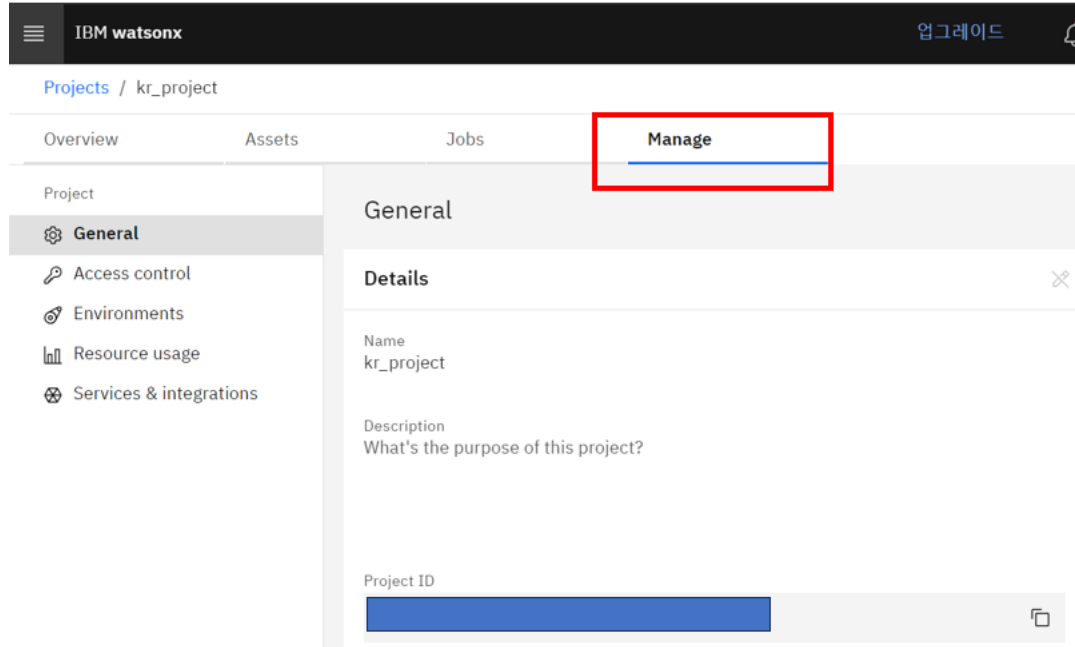 IBM watsonx 업그레이드
Projects / kr_project
Overview Assets Jobs Manage
Project
General
Access control
Environments
Resource usage
Services & integrations
General
Details
Name
kr_project
Description
What's the purpose of this project?
Project ID